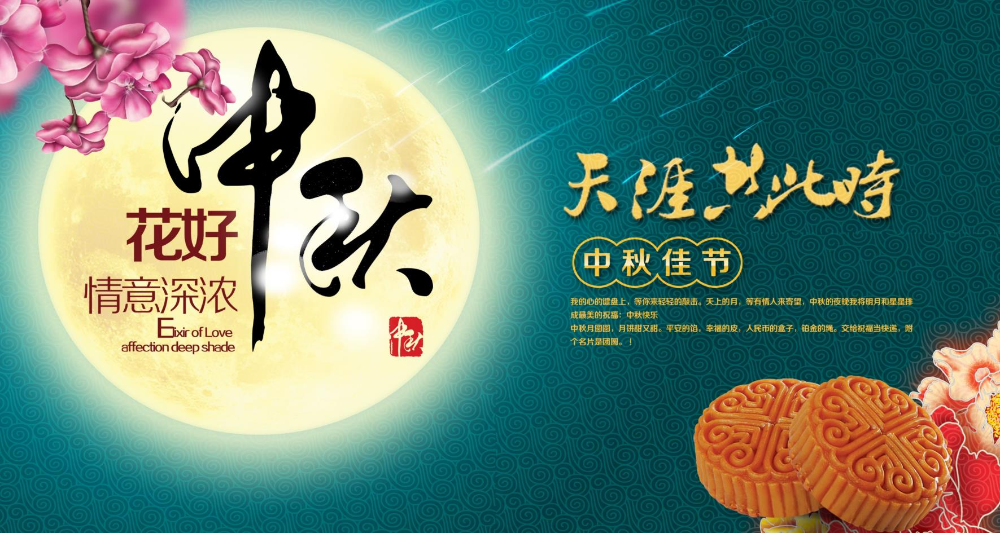 中秋
花好
情意深浓
Elixir of Love
affection deep shade
中秋
天涯共此時
中秋佳节
我的心的键盘上，等你来轻轻的敲击。天上的月，等有情人来寄望，中秋的夜晚我将明月和星星排
成最美的祝福：中秋快乐
中秋月圆圆，月饼甜又甜。平安的馅，幸福的皮，人民币的盒子，铂金的绳。交给祝福当快递，附
个名片是团圆。！